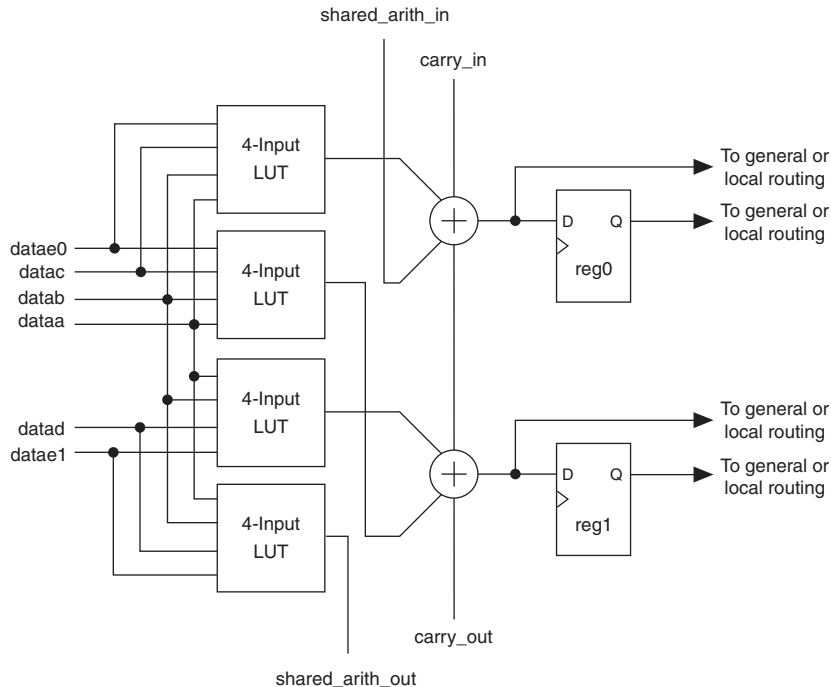 shared_arith_in
carry_in
4-Input
LUT
To general or
local routing
D Q
reg0
To general or
local routing
datae0
datac
datab
dataa
4-Input
LUT
4-Input
LUT
To general or
local routing
datad
datae1
D Q
reg1
To general or
local routing
4-Input
LUT
carry_out
shared_arith_out